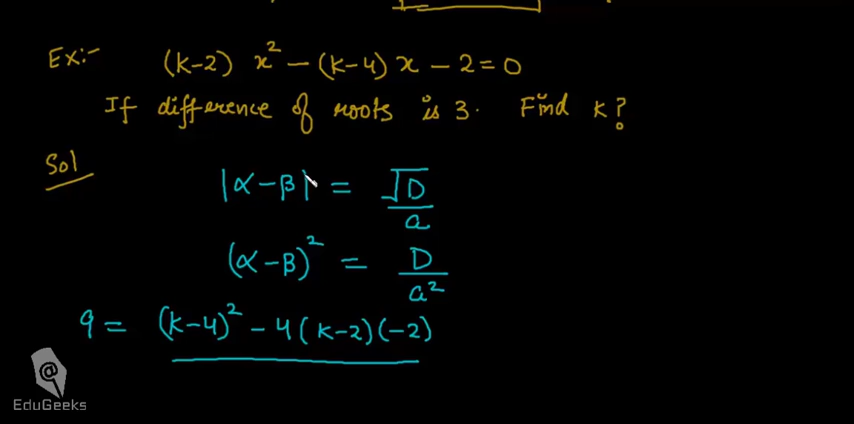 Ex:- (k-2) x² - (k-4) x - 2 = 0
If difference of roots is 3. Find k?
Sol
|α-β| = √D/a
(α-β)² = D/a²
9 = (k-4)² - 4(k-2)(-2)
@
EduGeeks